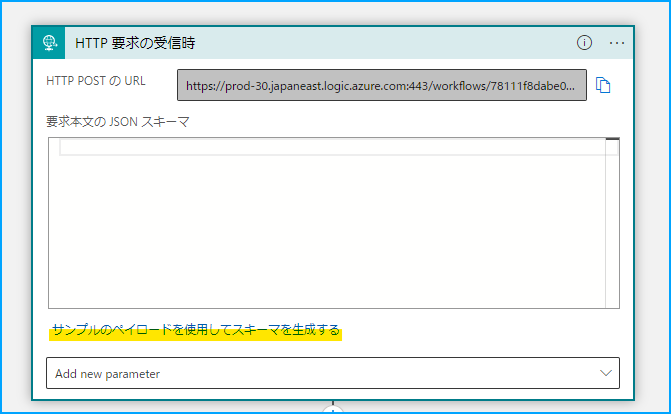 HTTP 要求の受信時
HTTP POST の URL
https://prod-30.japaneast.logic.azure.com:443/workflows/78111f8dabe0...
要求本文の JSON スキーマ
サンプルのペイロードを使用してスキーマを生成する
Add new parameter